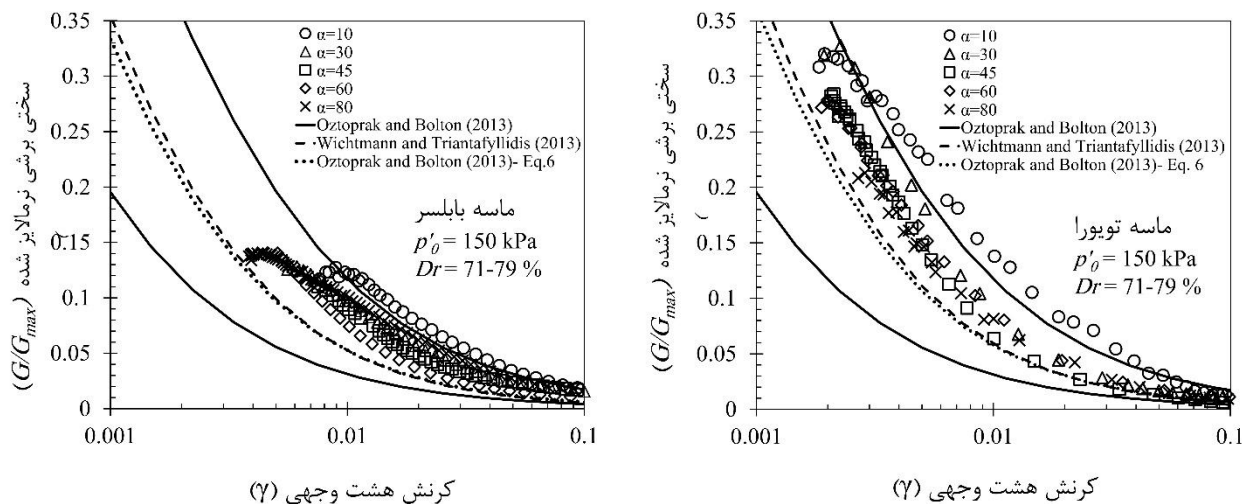 سختی برشی نرمالایز شده (G/Gmax)
0.35
0.3
0.25
0.2
0.15
0.1
0.05
0
α=10
α=30
α=45
α=60
α=80
Oztoprak and Bolton (2013)
Wichtmann and Triantafyllidis (2013)
Oztoprak and Bolton (2013)- Eq.6
ماسه بابلسر
p'0 = 150 kPa
Dr = 71-79 %
0.001 0.01 0.1
کرنش هشت وجهی (γ)
سختی برشی نرمالایز شده (G/Gmax)
0.35
0.3
0.25
0.2
0.15
0.1
0.05
0
α=10
α=30
α=45
α=60
α=80
Oztoprak and Bolton (2013)
Wichtmann and Triantafyllidis (2013)
Oztoprak and Bolton (2013)- Eq. 6
ماسه تویورا
p'0 = 150 kPa
Dr = 71-79 %
0.001 0.01 0.1
کرنش هشت وجهی (γ)